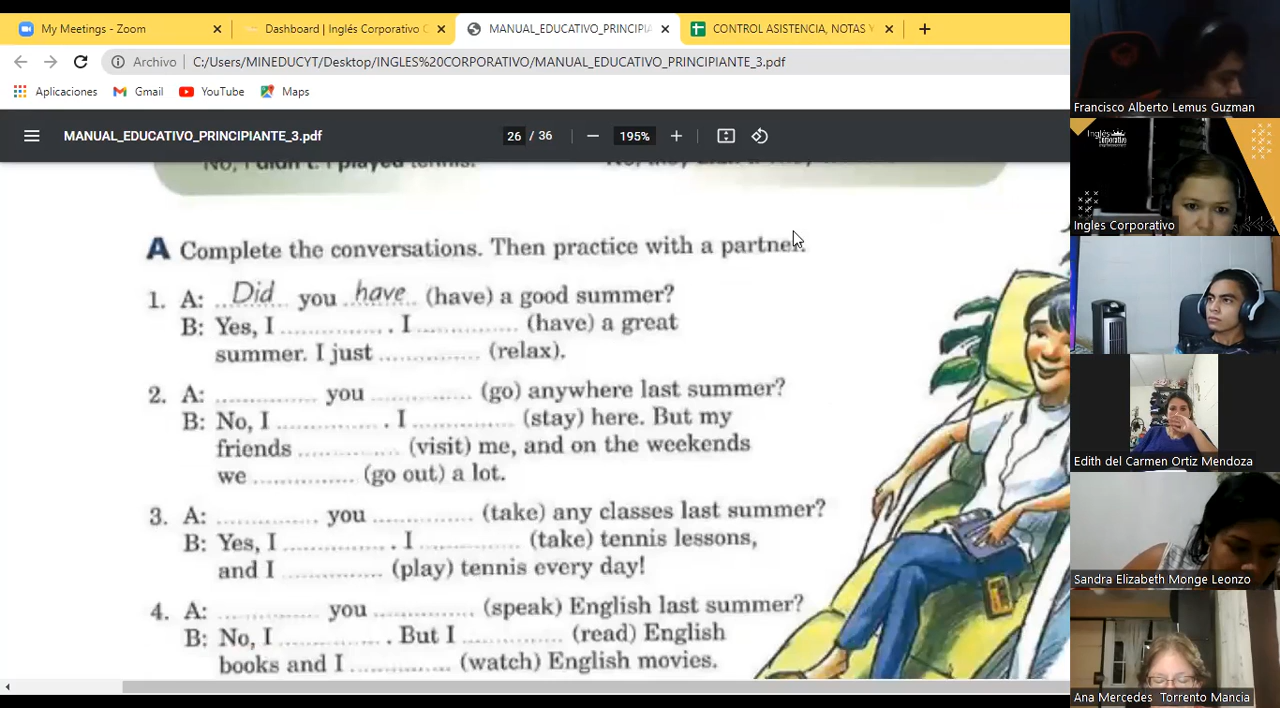 My Meetings - Zoom
Dashboard | Inglés Corporativo C
MANUAL_EDUCATIVO_PRINCIPIA
CONTROL ASISTENCIA, NOTAS Y
Archivo
C:/Users/MINEDUCYT/Desktop/INGLES%20CORPORATIVO/MANUAL_EDUCATIVO_PRINCIPIANTE_3.pdf
Aplicaciones Gmail YouTube Maps
MANUAL_EDUCATIVO_PRINCIPIANTE_3.pdf
26 / 36
195%
No, I didn't. I played tennis.
A Complete the conversations. Then practice with a partner.
1. A: Did you have (have) a good summer?
B: Yes, I ............. . I ............. (have) a great
summer. I just ............. (relax).
2. A: ............. you ............. (go) anywhere last summer?
B: No, I ............. . I ............. (stay) here. But my
friends ............. (visit) me, and on the weekends
we ............. (go out) a lot.
3. A: ............. you ............. (take) any classes last summer?
B: Yes, I ............. . I ............. (take) tennis lessons,
and I ............. (play) tennis every day!
4. A: ............. you ............. (speak) English last summer?
B: No, I ............. . But I ............. (read) English
books and I ............. (watch) English movies.
Francisco Alberto Lemus Guzman
Inglés
Corporativo
Ingles Corporativo
Edith del Carmen Ortiz Mendoza
Sandra Elizabeth Monge Leonzo
Ana Mercedes Torrento Mancia